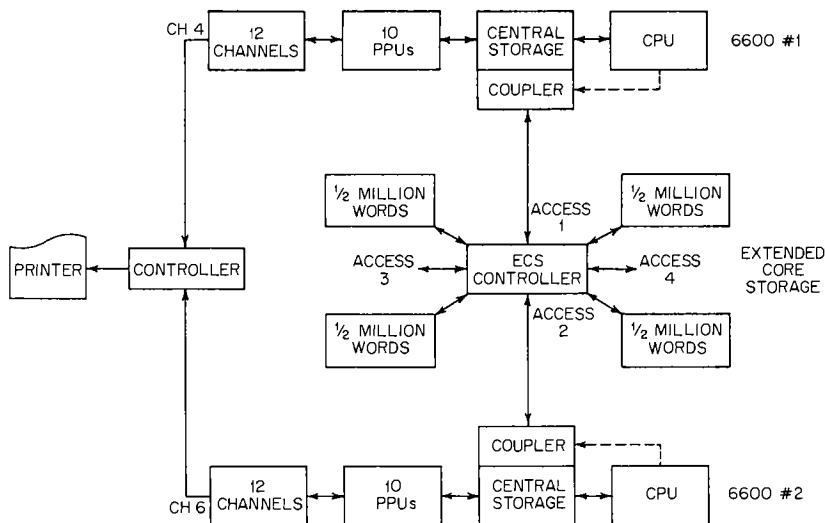 CH 4
12
CHANNELS
10
PPUs
CENTRAL
STORAGE
COUPLER
CPU
6600 #1
½ MILLION
WORDS
ACCESS
1
½ MILLION
WORDS
PRINTER
CONTROLLER
ACCESS
3
ECS
CONTROLLER
ACCESS
4
EXTENDED
CORE
STORAGE
½ MILLION
WORDS
ACCESS
2
½ MILLION
WORDS
COUPLER
CH 6
12
CHANNELS
10
PPUs
CENTRAL
STORAGE
CPU
6600 #2